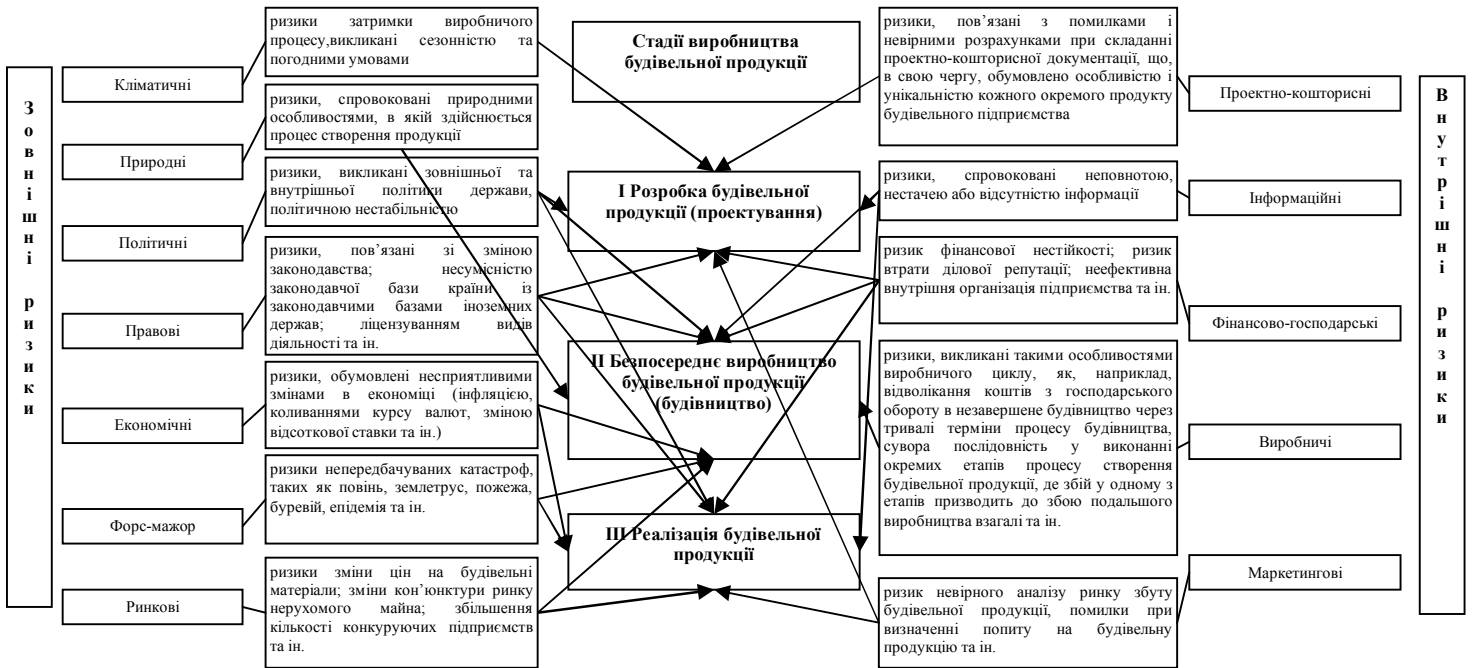 Зовнішні ризики
Кліматичні
Природні
Політичні
Правові
Економічні
Форс-мажор
Ринкові
ризики затримки виробничого
процесу,викликані сезонністю та
погодними умовами
ризики, спровоковані природними
особливостями, в якій здійснюється
процес створення продукції
ризики, викликані зовнішньої та
внутрішньої політики держави,
політичною нестабільністю
ризики, пов’язані зі зміною
законодавства; несумісністю
законодавчої бази країни із
законодавчими базами іноземних
держав; ліцензуванням видів
діяльності та ін.
ризики, обумовлені несприятливими
змінами в економіці (інфляцією,
коливаннями курсу валют, зміною
відсоткової ставки та ін.)
ризики непередбачуваних катастроф,
таких як повінь, землетрус, пожежа,
буревій, епідемія та ін.
ризики зміни цін на будівельні
матеріали; зміни кон’юнктури ринку
нерухомого майна; збільшення
кількості конкуруючих підприємств
та ін.
Стадії виробництва
будівельної продукції
I Розробка будівельної
продукції (проектування)
II Безпосереднє виробництво
будівельної продукції
(будівництво)
III Реалізація будівельної
продукції
ризики, пов’язані з помилками і
невірними розрахунками при складанні
проектно-кошторисної документації, що,
в свою чергу, обумовлено особливістю і
унікальністю кожного окремого продукту
будівельного підприємства
ризики, спровоковані неповнотою,
нестачею або відсутністю інформації
ризик фінансової нестійкості; ризик
втрати ділової репутації; неефективна
внутрішня організація підприємства та ін.
ризики, викликані такими особливостями
виробничого циклу, як, наприклад,
відволікання коштів з господарського
обороту в незавершене будівництво через
тривалі терміни процесу будівництва,
сувора послідовність у виконанні
окремих етапів процесу створення
будівельної продукції, де збій у одному з
етапів призводить до збою подальшого
виробництва взагалі та ін.
ризик невірного аналізу ринку збуту
будівельної продукції, помилки при
визначенні попиту на будівельну
продукцію та ін.
Проектно-кошторисні
Інформаційні
Фінансово-господарські
Виробничі
Маркетингові
Внутрішні ризики